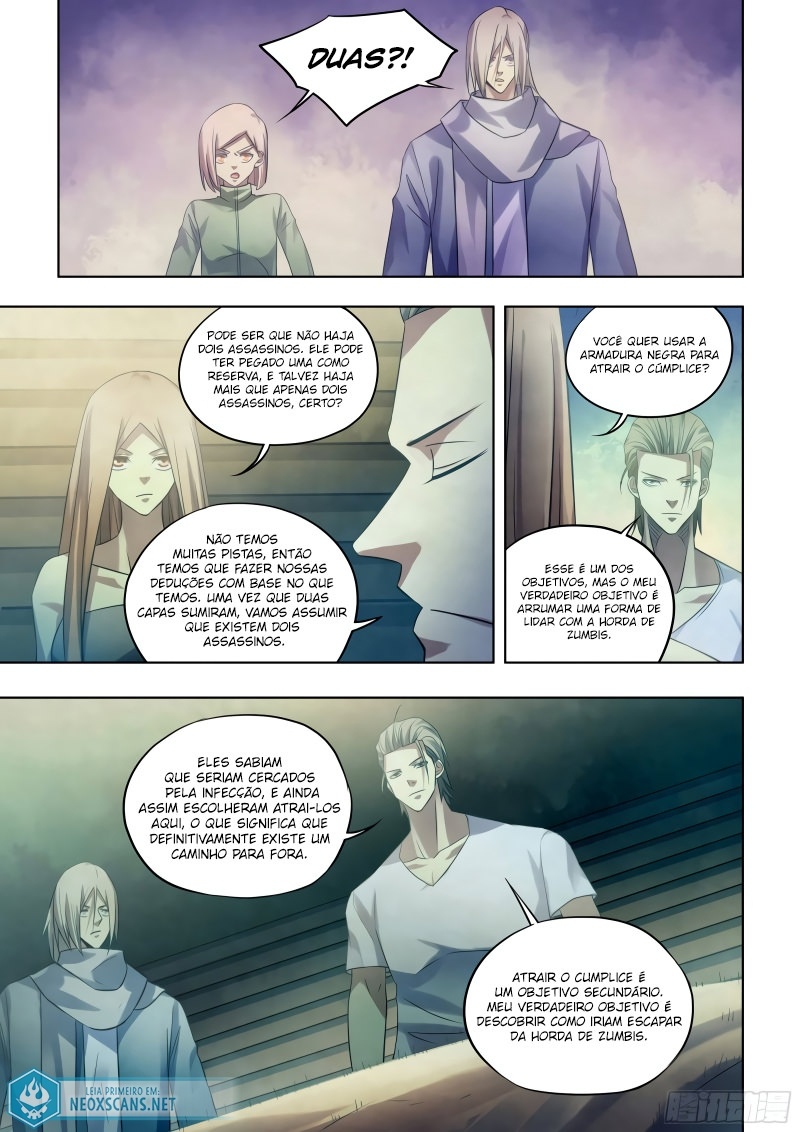 DUAS?!
PODE SER QUE NÃO HAJA
DOIS ASSASSINOS. ELE PODE
TER PEGADO UMA COMO
RESERVA, E TALVEZ HAJA
MAIS QUE APENAS DOIS
ASSASSINOS, CERTO?
NÃO TEMOS
MUITAS PISTAS, ENTÃO
TEMOS QUE FAZER NOSSAS
DEDUÇÕES COM BASE NO QUE
TEMOS. UMA VEZ QUE DUAS
CAPAS SUMIRAM, VAMOS ASSUMIR
QUE EXISTEM DOIS
ASSASSINOS.
VOCÊ QUER USAR A
ARMADURA NEGRA PARA
ATRAIR O CÚMPLICE?
ESSE É UM DOS
OBJETIVOS, MAS O MEU
VERDADEIRO OBJETIVO É
ARRUMAR UMA FORMA DE
LIDAR COM A HORDA DE
ZUMBIS.
ELES SABIAM
QUE SERIAM CERCADOS
PELA INFECÇÃO, E AINDA
ASSIM ESCOLHERAM ATRAI-LOS
AQUI, O QUE SIGNIFICA QUE
DEFINITIVAMENTE EXISTE UM
CAMINHO PARA FORA.
ATRAIR O CUMPLICE É
UM OBJETIVO SECUNDÁRIO.
MEU VERDADEIRO OBJETIVO É
DESCOBRIR COMO IRIAM ESCAPAR
DA HORDA DE ZUMBIS.
LEIA PRIMEIRO EM:
NEOXSCANS.NET
腾讯动漫